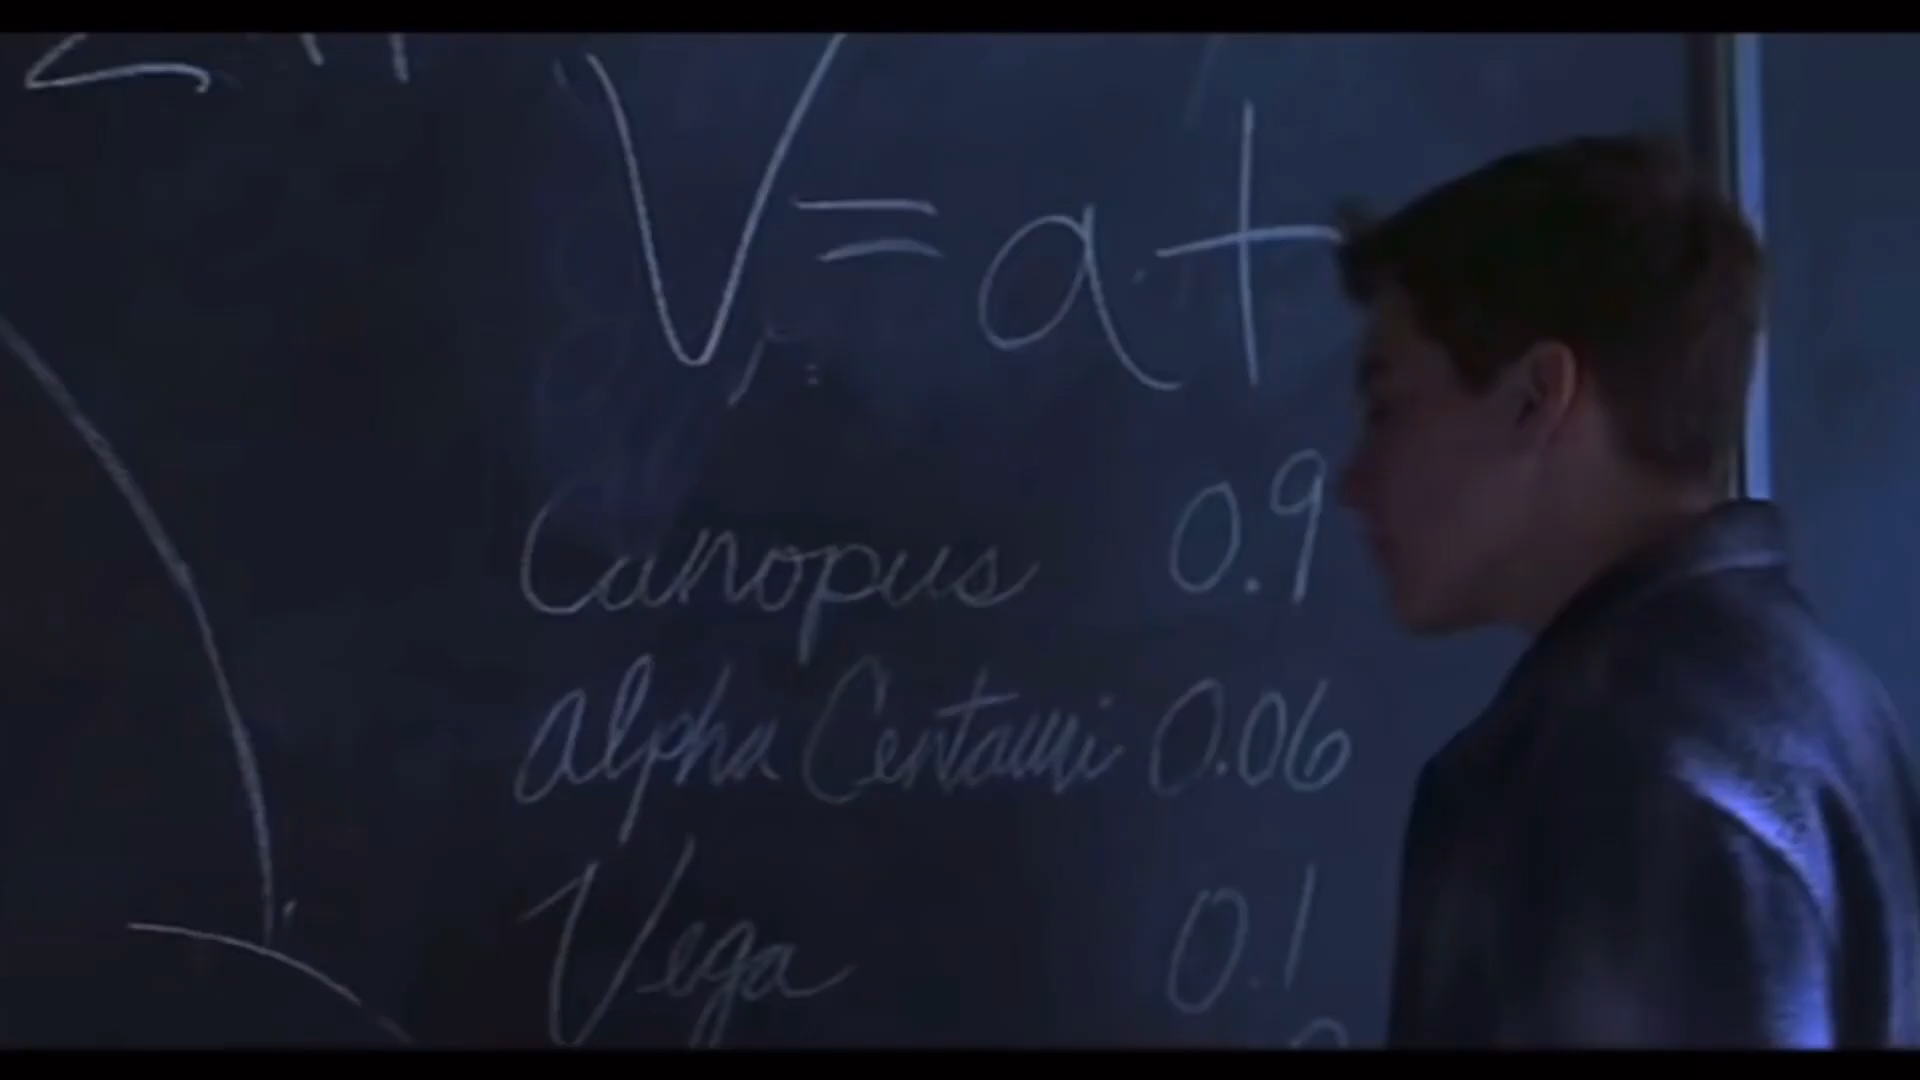 V = at
Canopus 0.9
Alpha Centauri 0.06
Vega 0.1